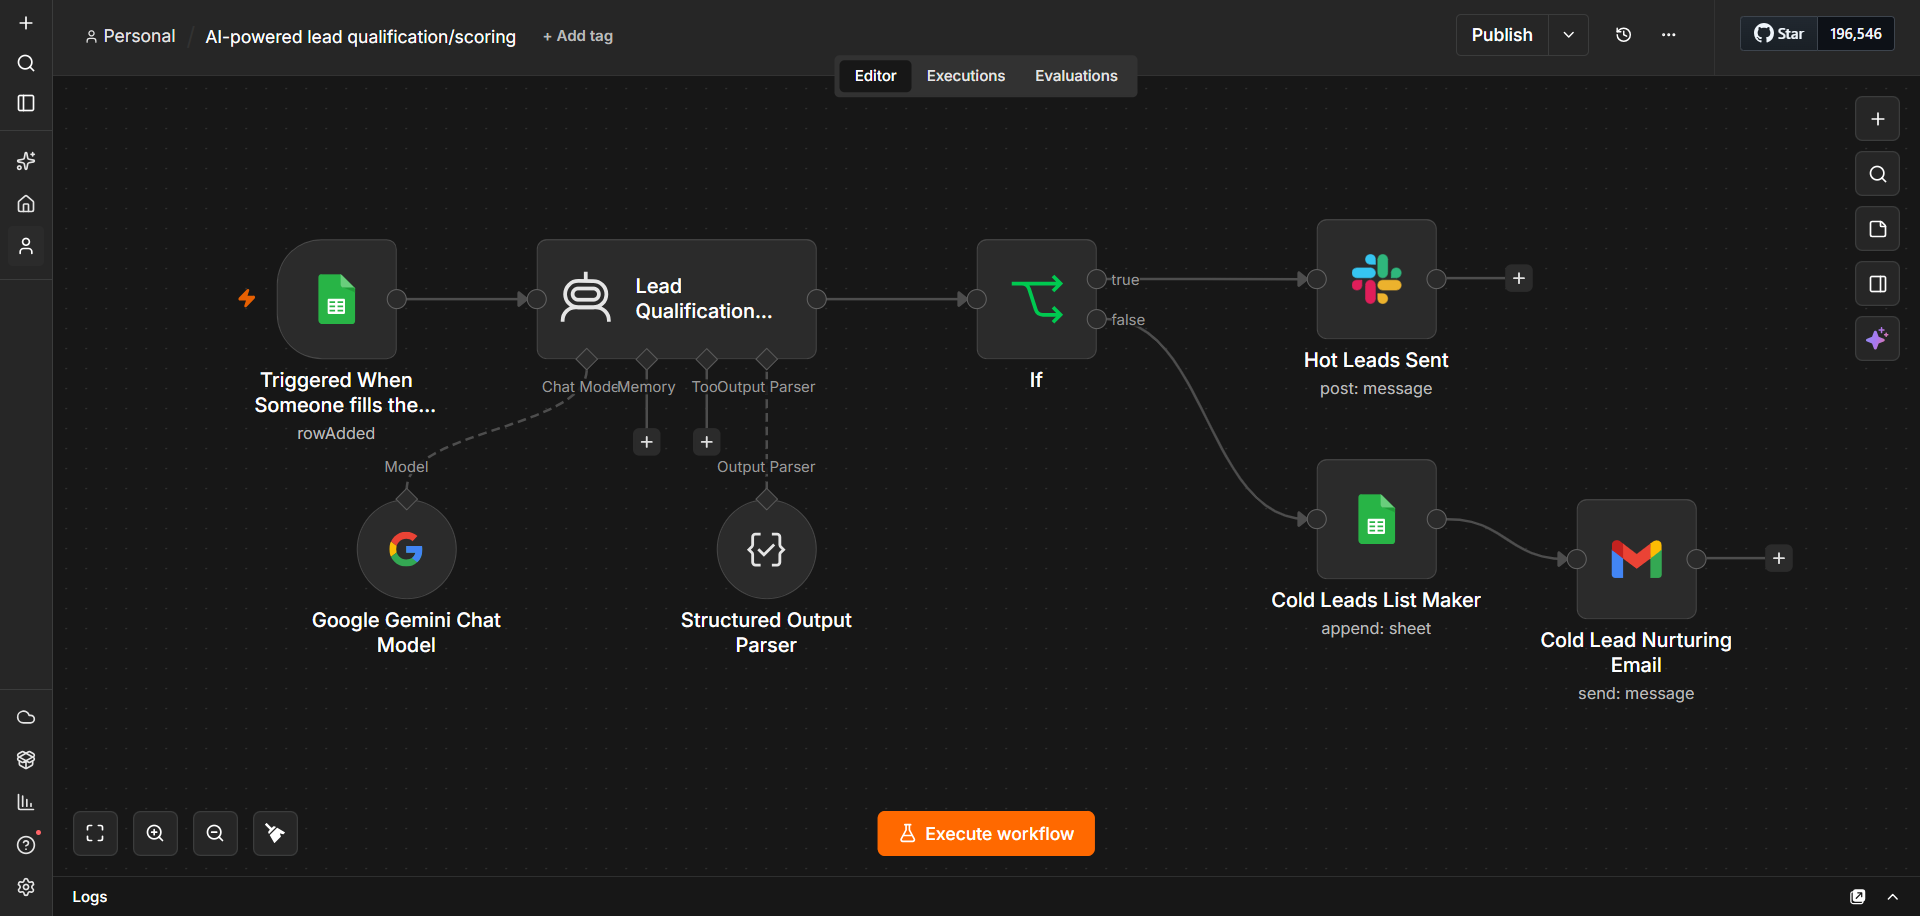 Personal / AI-powered lead qualification/scoring + Add tag
Publish
Star 196,546
Editor Executions Evaluations
Lead
Qualification...
true
false
Triggered When
Someone fills the...
rowAdded
Chat Mode
Memory
Too
Output Parser
If
Hot Leads Sent
post: message
Model
Output Parser
Google Gemini Chat
Model
Structured Output
Parser
Cold Leads List Maker
append: sheet
Cold Lead Nurturing
Email
send: message
Execute workflow
Logs